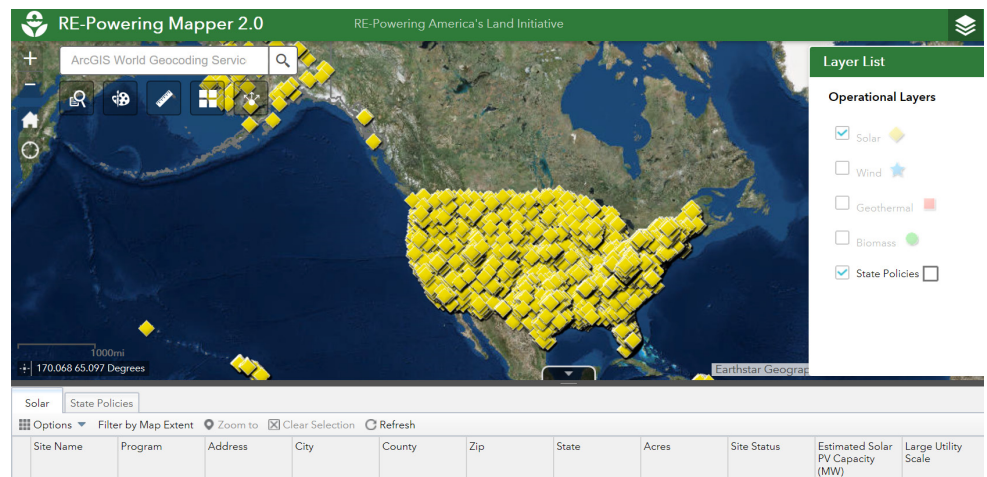 RE-Powering Mapper 2.0
RE-Powering America's Land Initiative
ArcGIS World Geocoding Servic
Layer List
Operational Layers
Solar
Wind
Geothermal
Biomass
State Policies
1000mi
170.068 65.097 Degrees
Earthstar Geograp
Solar
State Policies
Options
Filter by Map Extent
Zoom to
Clear Selection
Refresh
Site Name
Program
Address
City
County
Zip
State
Acres
Site Status
Estimated Solar
PV Capacity
(MW)
Large Utility
Scale